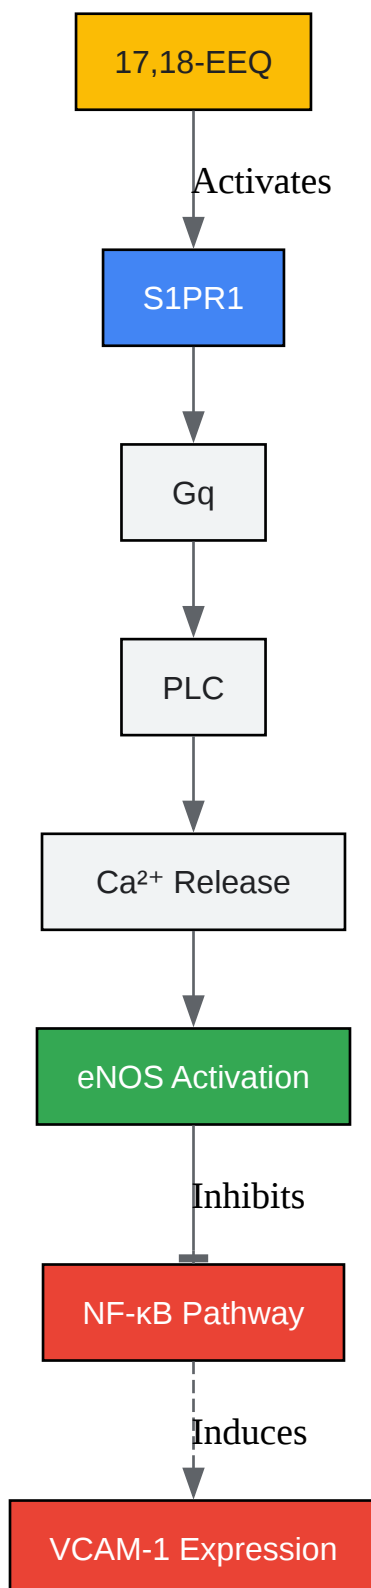 17,18-EEQ
Activates
S1PR1
Gq
PLC
Ca²⁺ Release
eNOS Activation
Inhibits
NF-κB Pathway
Induces
VCAM-1 Expression